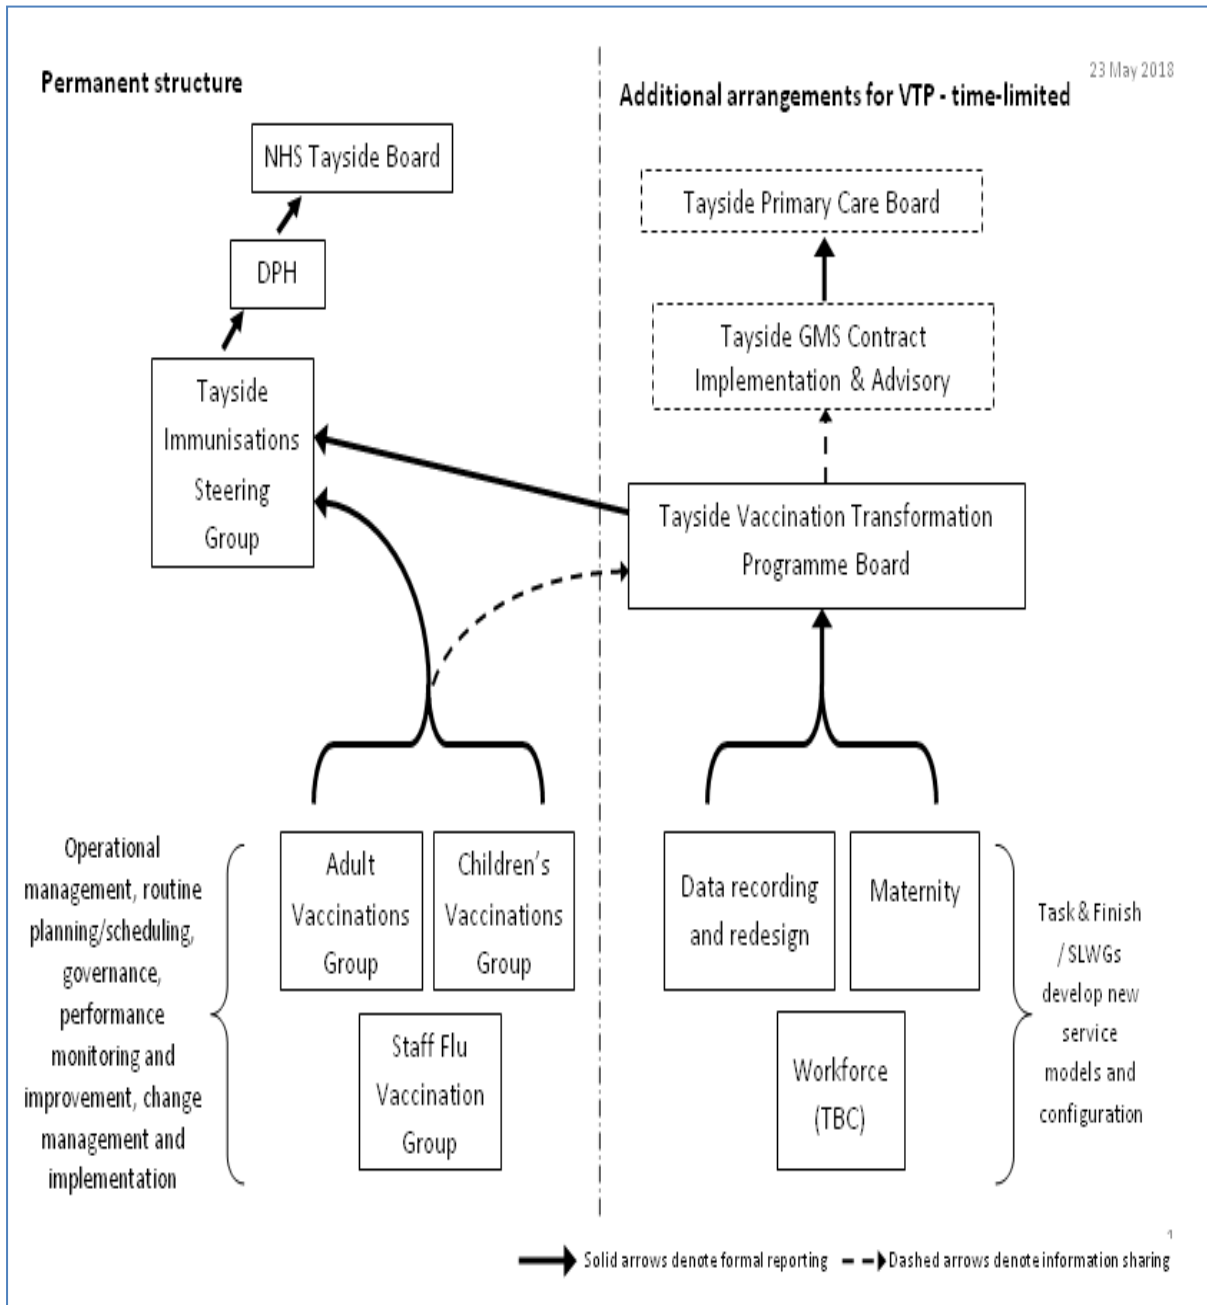 23 May 2018
Permanent structure
Additional arrangements for VTP - time-limited
NHS Tayside Board
DPH
Tayside
Immunisations
Steering
Group
Tayside Primary Care Board
Tayside GMS Contract
Implementation & Advisory
Tayside Vaccination Transformation
Programme Board
Operational
management, routine
planning/scheduling,
governance,
performance
monitoring and
improvement, change
management and
implementation
Adult
Vaccinations
Group
Children's
Vaccinations
Group
Staff Flu
Vaccination
Group
Data recording
and redesign
Maternity
Workforce
(TBC)
Task & Finish
/ SLWGs
develop new
service
models and
configuration
1
Solid arrows denote formal reporting
Dashed arrows denote information sharing